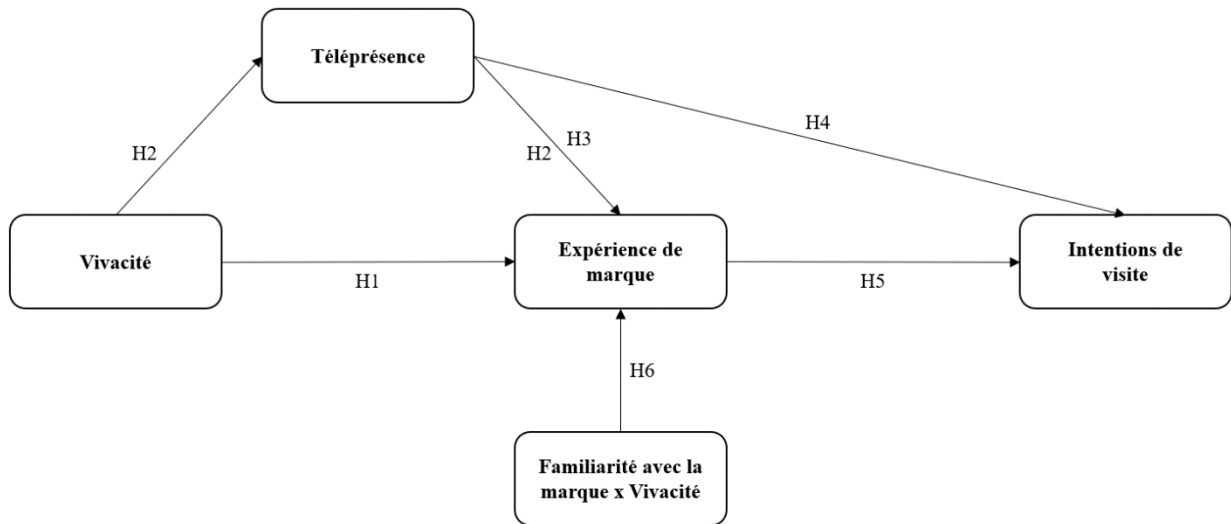 Téléprésence
H2
H3
H2
H4
Vivacité
H1
Expérience de
marque
H5
Intentions de
visite
H6
Familiarité avec la
marque x Vivacité